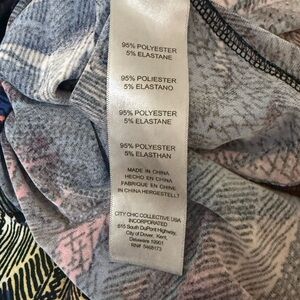 95% POLYESTER
5% ELASTANE
95% POLIESTER
5% ELASTANO
95% POLYESTER
5% ELASTANE
95% POLYESTER
5% ELASTHAN
MADE IN CHINA
HECHO EN CHINA
FABRIQUE EN CHINE
IN CHINA HERGESTELLT
CITY CHIC COLLECTIVE USA
INCORPORATED
615 South DuPont Highway,
City of Dover, Kent,
Delaware 19901
RN# 5468173